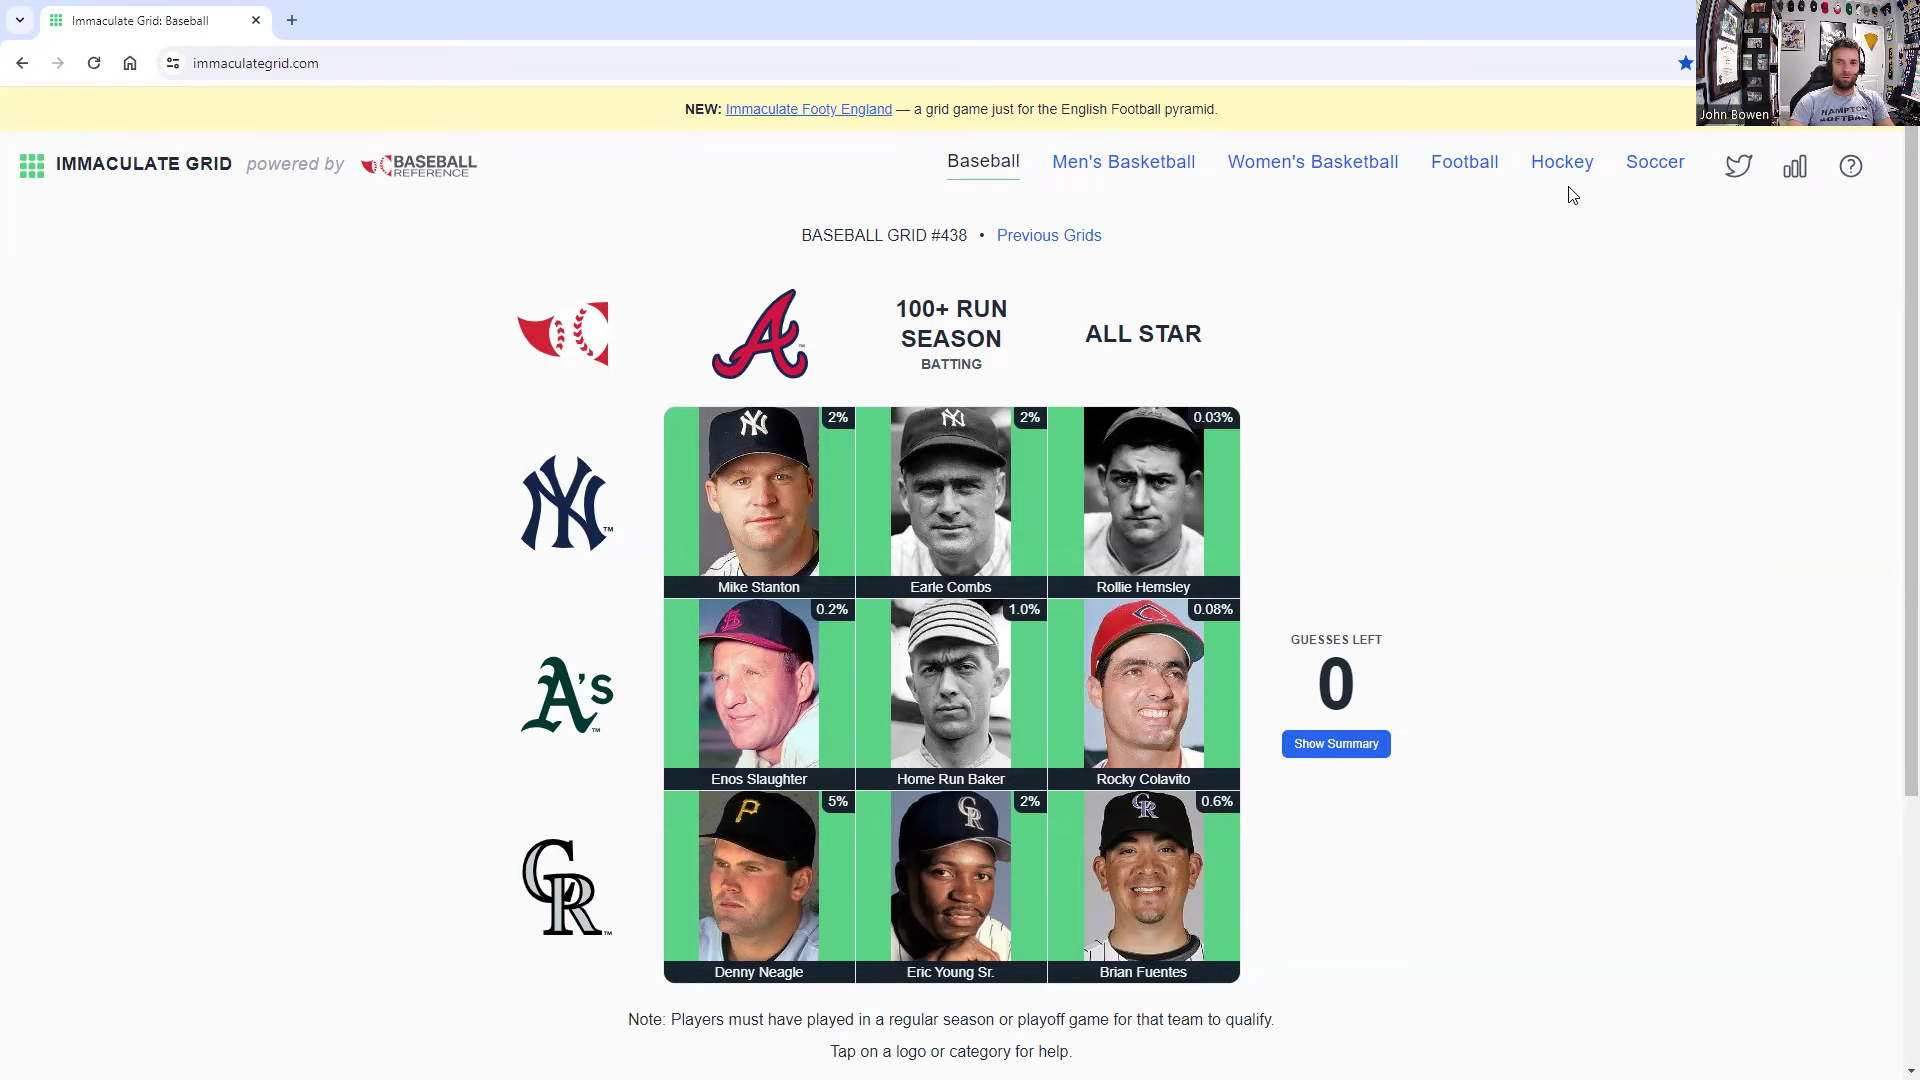 Immaculate Grid: Baseball
immaculategrid.com
John Bowen
HAMPTON
SOFTBALL
NEW: Immaculate Footy England — a grid game just for the English Football pyramid.
IMMACULATE GRID powered by BASEBALL REFERENCE
Baseball Men's Basketball Women's Basketball Football Hockey Soccer
BASEBALL GRID #438 • Previous Grids
100+ RUN
SEASON
BATTING
ALL STAR
A
NY
A's
CR
2% 2% 0.03%
Mike Stanton Earle Combs Rollie Hemsley
0.2% 1.0% 0.08%
Enos Slaughter Home Run Baker Rocky Colavito
GUESSES LEFT
0
Show Summary
5% 2% 0.6%
Denny Neagle Eric Young Sr. Brian Fuentes
Note: Players must have played in a regular season or playoff game for that team to qualify.
Tap on a logo or category for help.